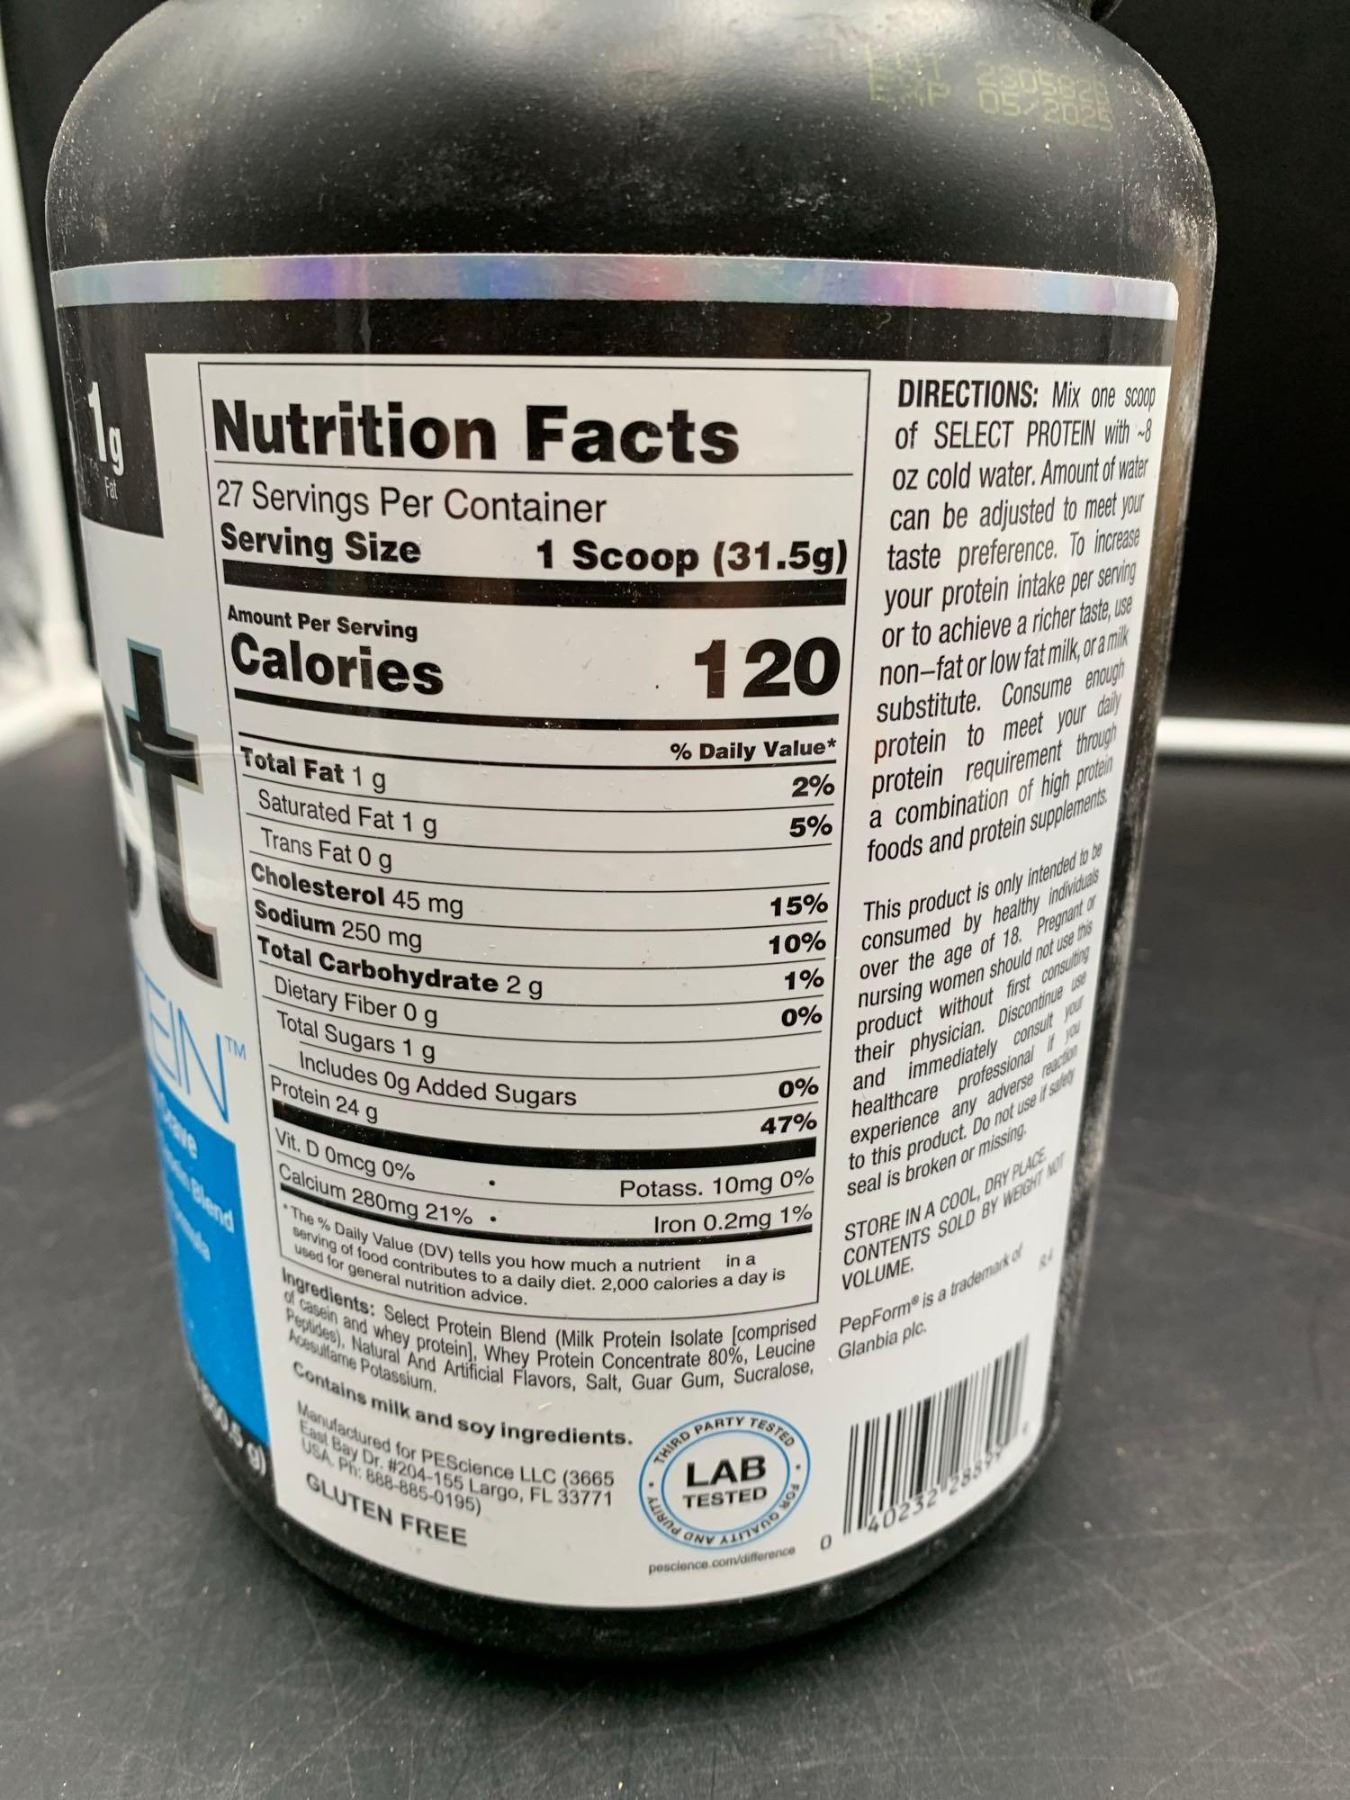 EXP 05/2025
1g
Fat
t
EIN™
Blend
Nutrition Facts
27 Servings Per Container
Serving Size 1 Scoop (31.5g)
Amount Per Serving
Calories 120
% Daily Value*
Total Fat 1 g 2%
Saturated Fat 1 g 5%
Trans Fat 0 g
Cholesterol 45 mg 15%
Sodium 250 mg 10%
Total Carbohydrate 2 g 1%
Dietary Fiber 0 g 0%
Total Sugars 1 g
Includes 0g Added Sugars 0%
Protein 24 g 47%
Vit. D 0mcg 0% • Potass. 10mg 0%
Calcium 280mg 21% • Iron 0.2mg 1%
*The % Daily Value (DV) tells you how much a nutrient in a
serving of food contributes to a daily diet. 2,000 calories a day is
used for general nutrition advice.
Ingredients: Select Protein Blend (Milk Protein Isolate [comprised
of casein and whey protein], Whey Protein Concentrate 80%, Leucine
Peptides), Natural And Artificial Flavors, Salt, Guar Gum, Sucralose,
Acesulfame Potassium.
Contains milk and soy ingredients.
Manufactured for PEScience LLC (3665
East Bay Dr. #204-155 Largo, FL 33771
USA. Ph: 888-885-0195)
GLUTEN FREE
THIRD PARTY TESTED
LAB
TESTED
FOR QUALITY AND PURITY
pescience.com/difference
DIRECTIONS: Mix one scoop
of SELECT PROTEIN with ~8
oz cold water. Amount of water
can be adjusted to meet your
taste preference. To increase
your protein intake per serving
or to achieve a richer taste, use
non–fat or low fat milk, or a milk
substitute. Consume enough
protein to meet your daily
protein requirement through
a combination of high protein
foods and protein supplements.
This product is only intended to be
consumed by healthy individuals
over the age of 18. Pregnant or
nursing women should not use this
product without first consulting
their physician. Discontinue use
and immediately consult your
healthcare professional if you
experience any adverse reaction
to this product. Do not use if safety
seal is broken or missing.
STORE IN A COOL, DRY PLACE.
CONTENTS SOLD BY WEIGHT NOT
VOLUME.
R4
PepForm® is a trademark of
Glanbia plc.
0 40232